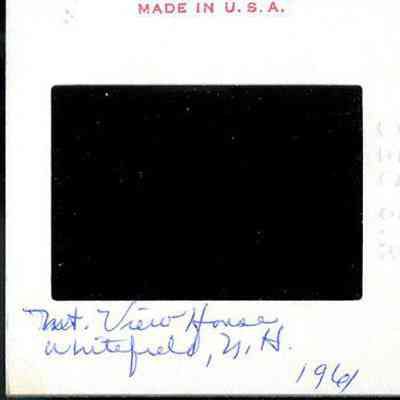 MADE IN U.S.A.
Mt. View House
Whitefield, N.H.
1961